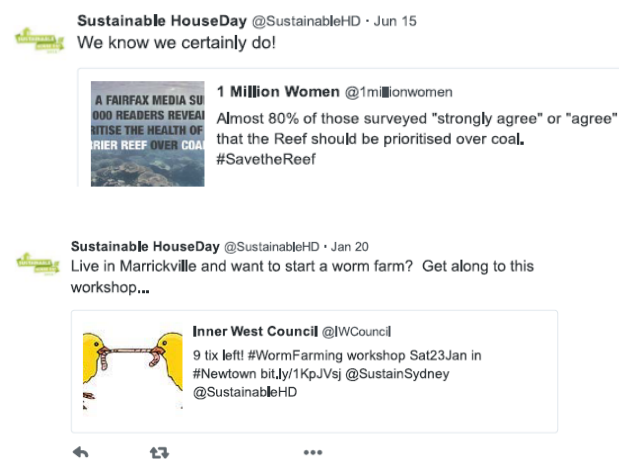 Sustainable HouseDay @SustainableHD · Jun 15
We know we certainly do!
A FAIRFAX MEDIA SU
000 READERS REVEA
RITISE THE HEALTH OF
RIER REEF OVER COA
1 Million Women @1millionwomen
Almost 80% of those surveyed "strongly agree" or "agree"
that the Reef should be prioritised over coal.
#SavetheReef
Sustainable HouseDay @SustainableHD · Jan 20
Live in Marrickville and want to start a worm farm? Get along to this
workshop...
Inner West Council @IWCouncil
9 tix left! #WormFarming workshop Sat23Jan in
#Newtown bit.ly/1KpJVsj @SustainSydney
@SustainableHD